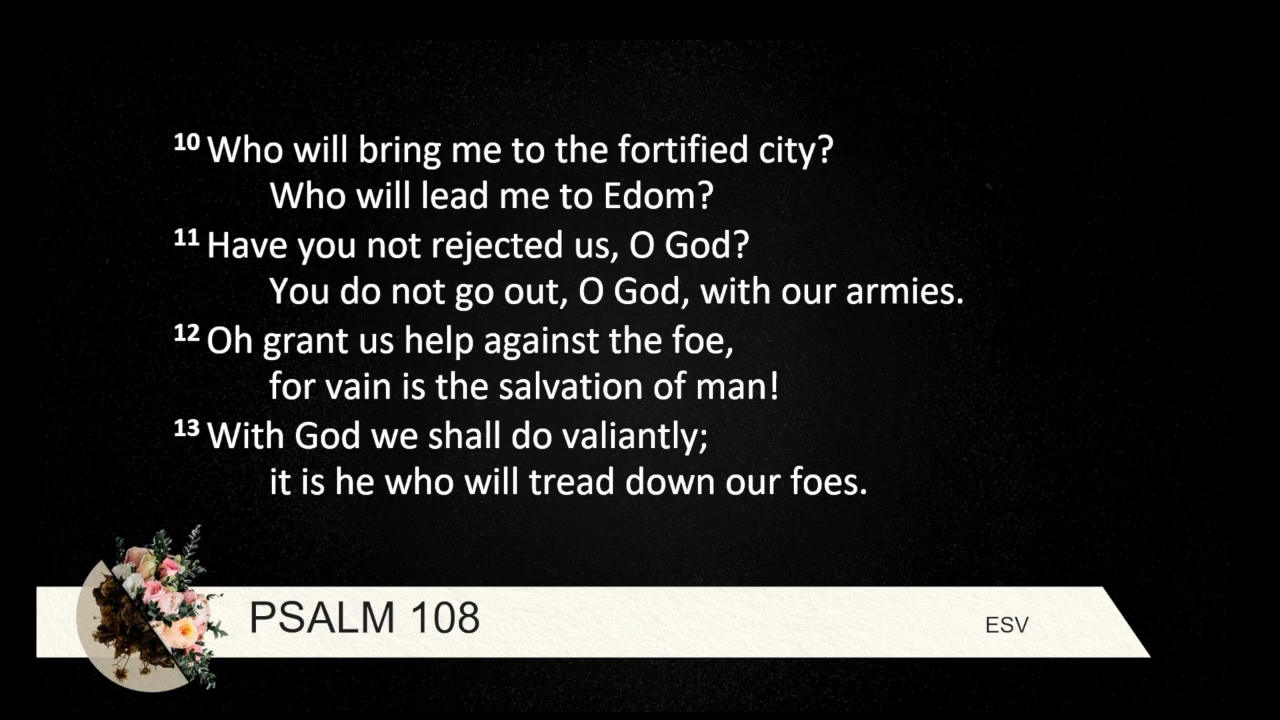 10 Who will bring me to the fortified city?
Who will lead me to Edom?
11 Have you not rejected us, O God?
You do not go out, O God, with our armies.
12 Oh grant us help against the foe,
for vain is the salvation of man!
13 With God we shall do valiantly;
it is he who will tread down our foes.
PSALM 108
ESV